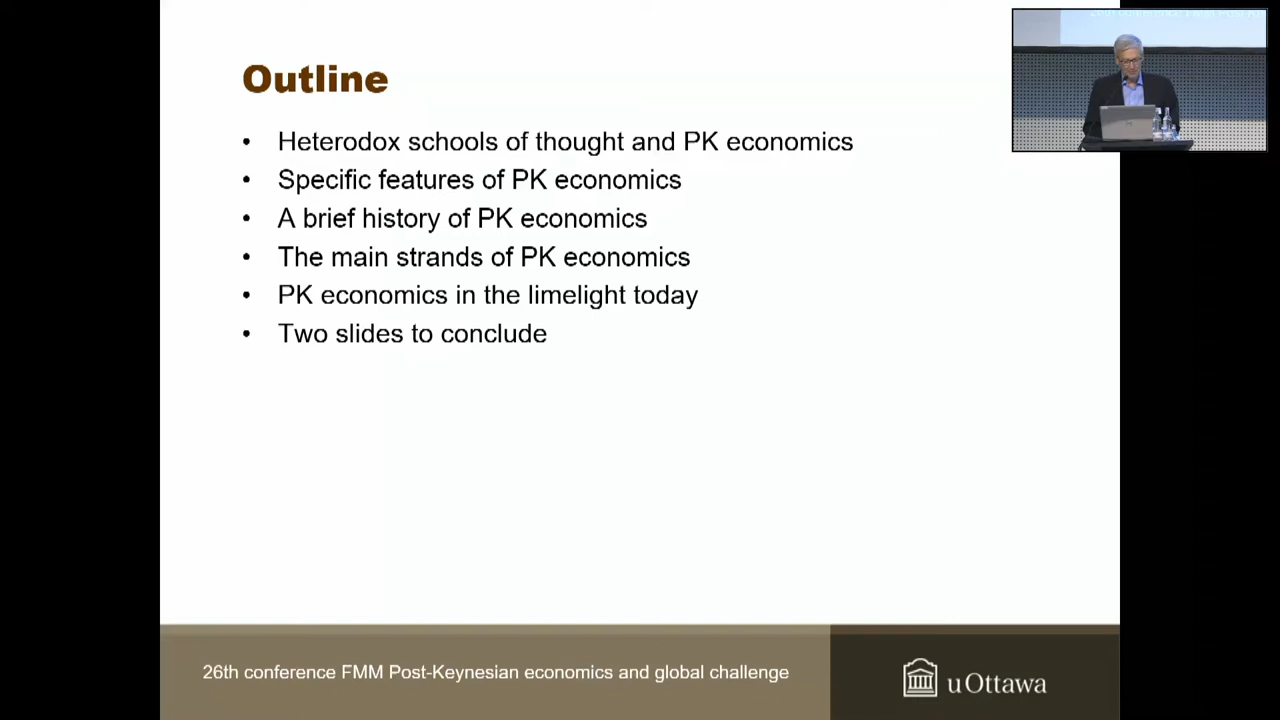 Outline
• Heterodox schools of thought and PK economics
• Specific features of PK economics
• A brief history of PK economics
• The main strands of PK economics
• PK economics in the limelight today
• Two slides to conclude
26th conference FMM Post-Keynesian economics and global challenge
uOttawa